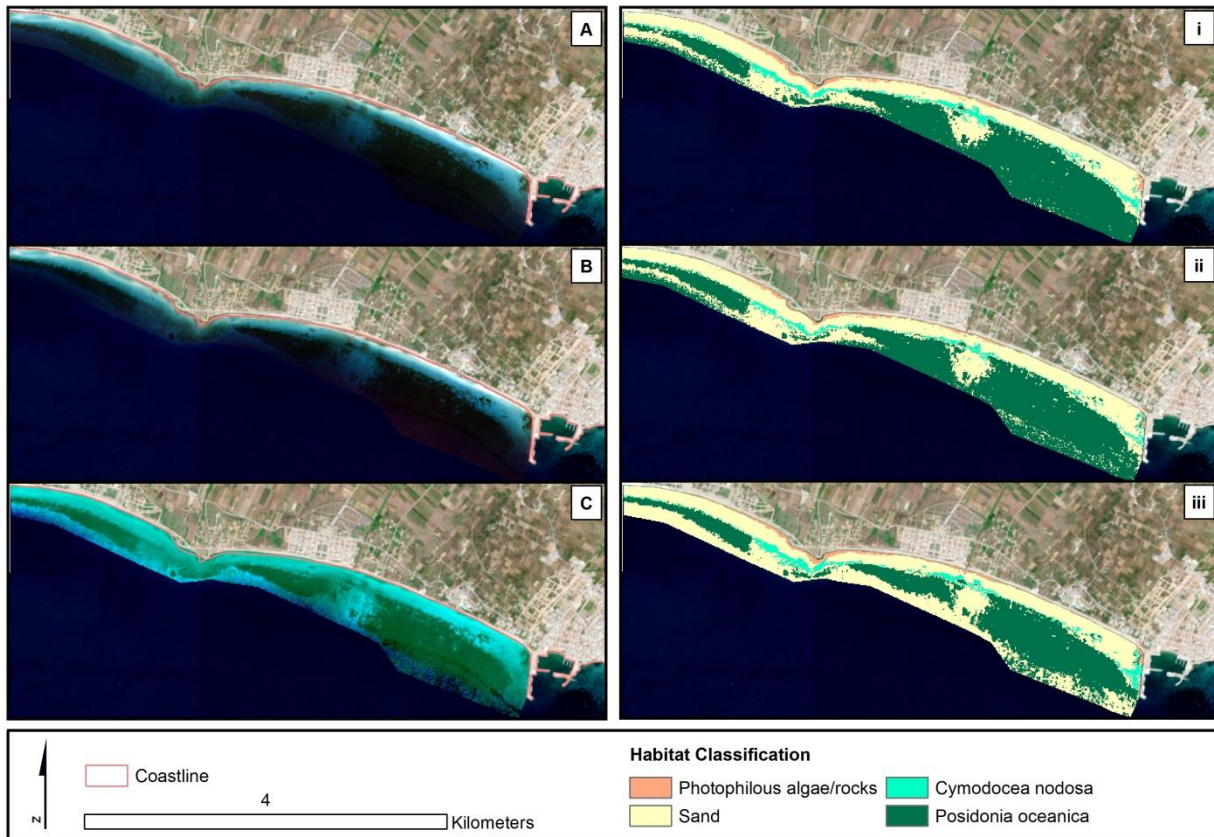 A
i
B
ii
C
iii
N
Coastline
4
Kilometers
Habitat Classification
Photophilous algae/rocks
Cymodocea nodosa
Sand
Posidonia oceanica